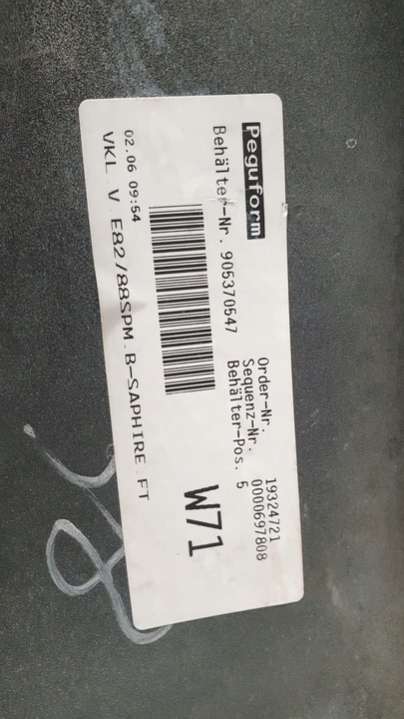 Peguform
Order-Nr. 19324721
Sequenz-Nr. 0000697808
Behälter-Nr. 905370547 Behälter-Pos. 5
W71
02.06 09:54
VKL V E82/88SPM.B-SAPHIRE FT